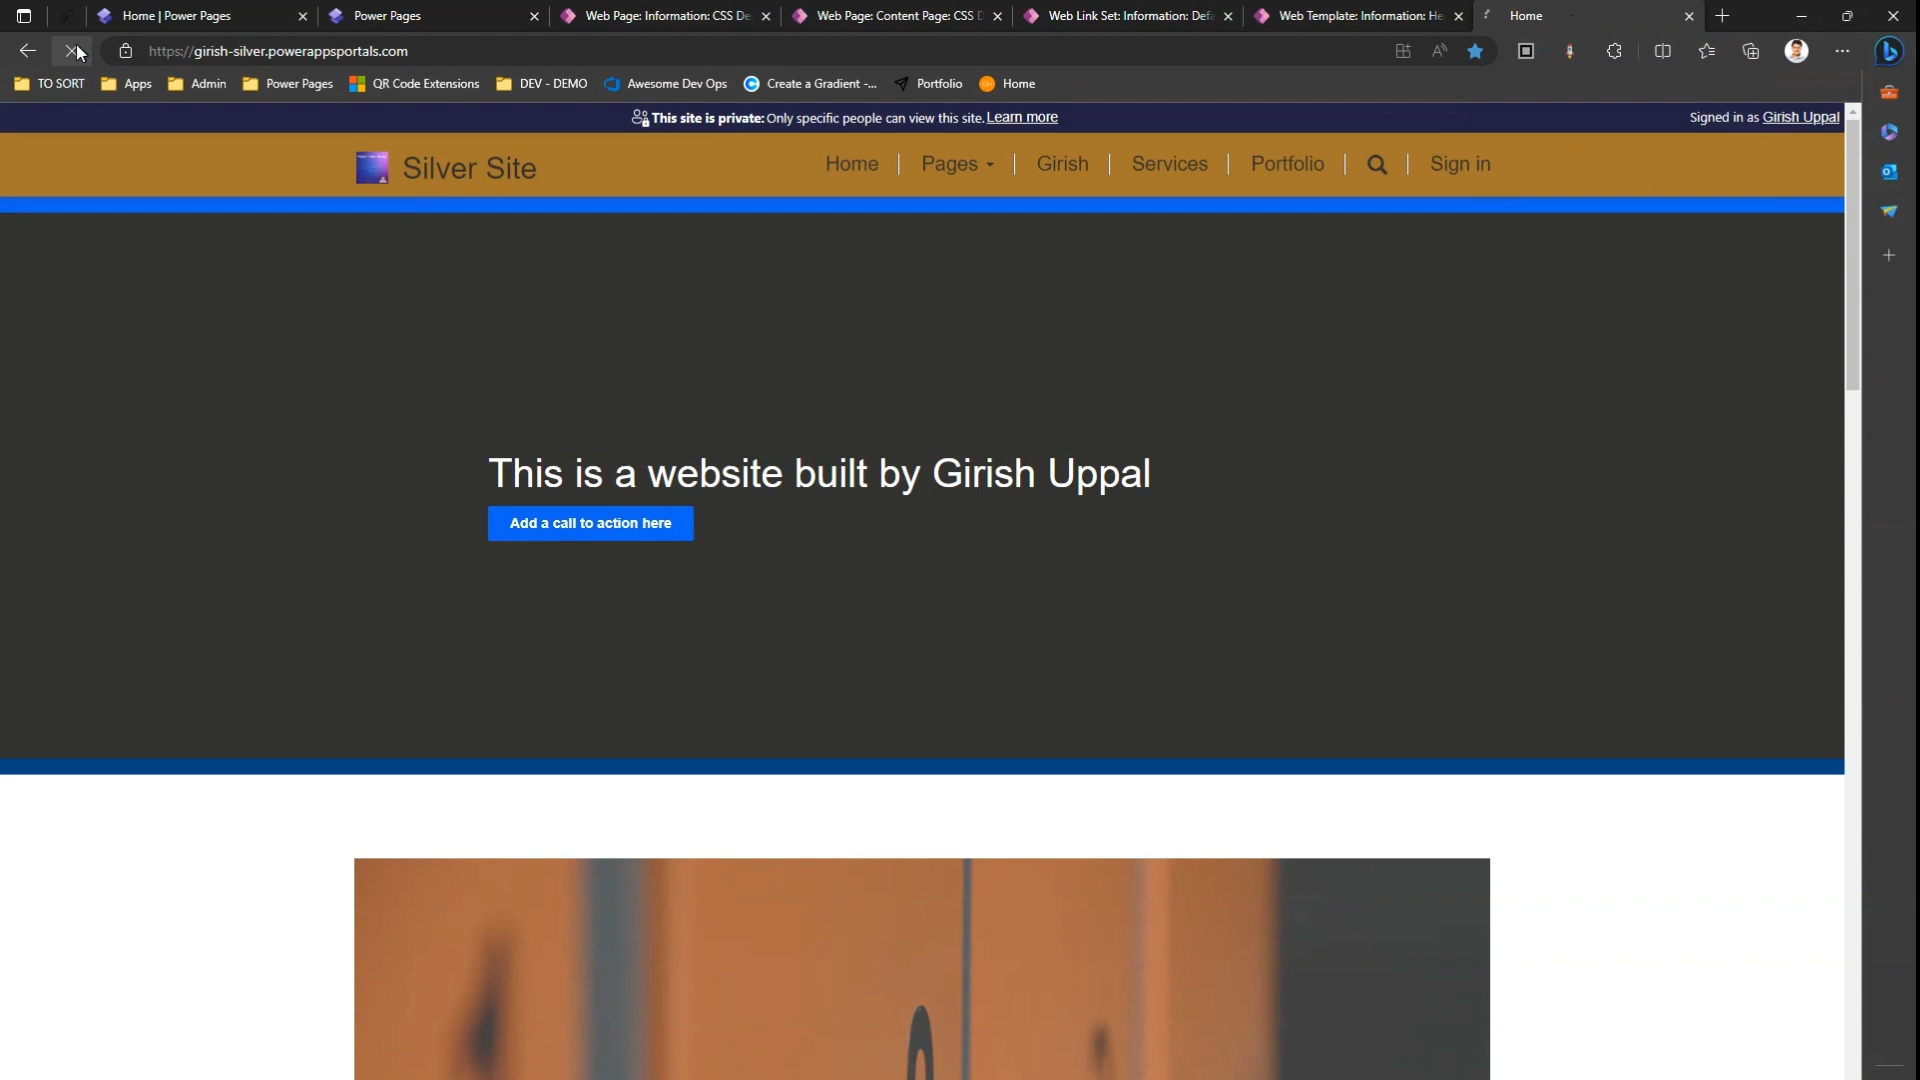 Home | Power Pages
Power Pages
Web Page: Information: CSS De
Web Page: Content Page: CSS D
Web Link Set: Information: Defa
Web Template: Information: He
Home
https://girish-silver.powerappsportals.com
TO SORT
Apps
Admin
Power Pages
QR Code Extensions
DEV - DEMO
Awesome Dev Ops
Create a Gradient -...
Portfolio
Home
This site is private: Only specific people can view this site. Learn more
Signed in as Girish Uppal
Silver Site
Home
Pages
Girish
Services
Portfolio
Sign in
This is a website built by Girish Uppal
Add a call to action here